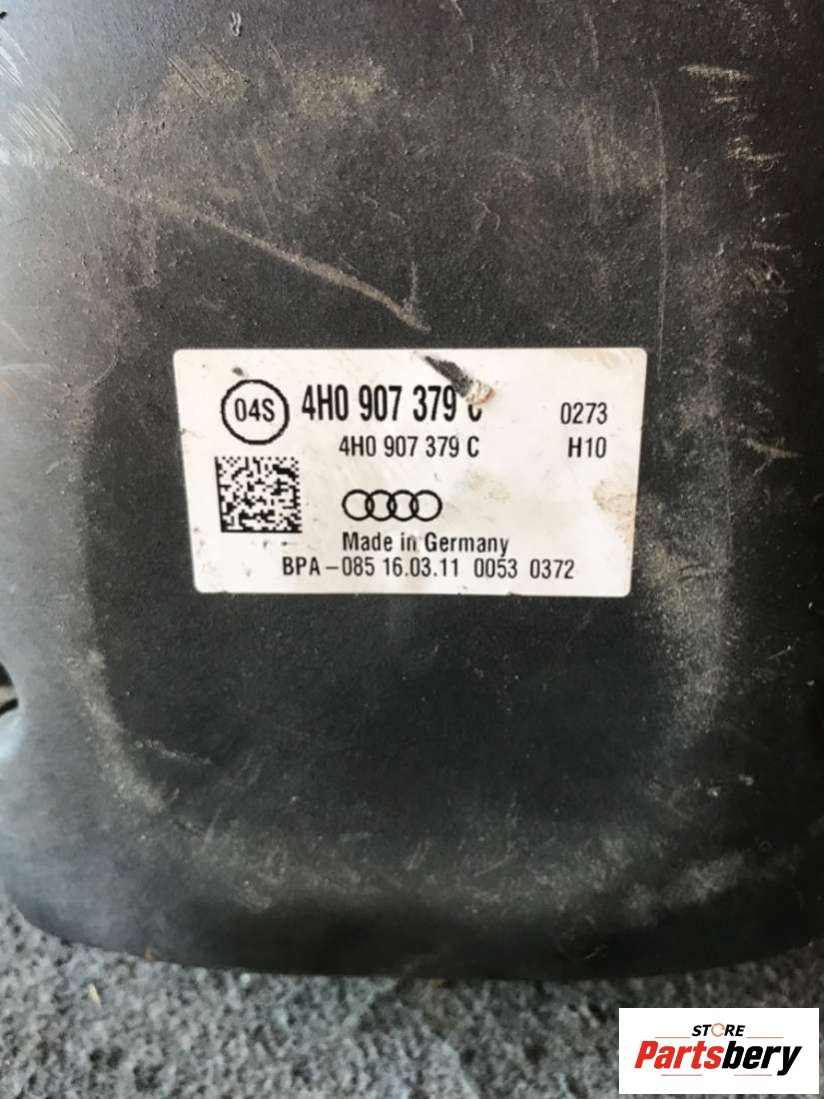 04S 4H0 907 379 C 0273
4H0 907 379 C H10
Made in Germany
BPA-085 16.03.11 0053 0372
STORE
Partsbery